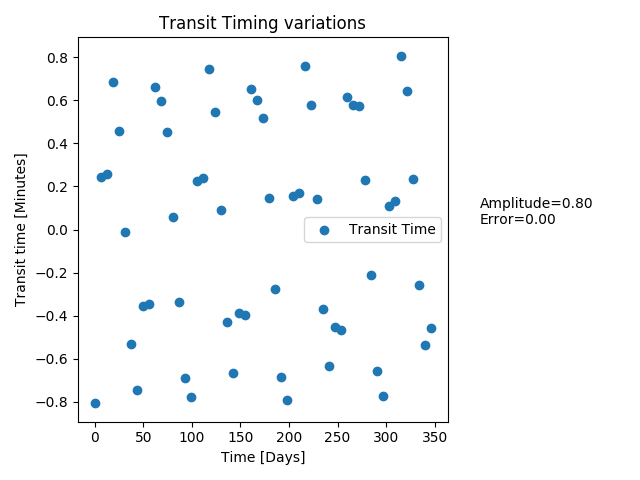 Transit Timing variations
Transit time [Minutes]
0.8
0.6
0.4
0.2
0.0
−0.2
−0.4
−0.6
−0.8
Transit Time
Amplitude=0.80
Error=0.00
0 50 100 150 200 250 300 350
Time [Days]